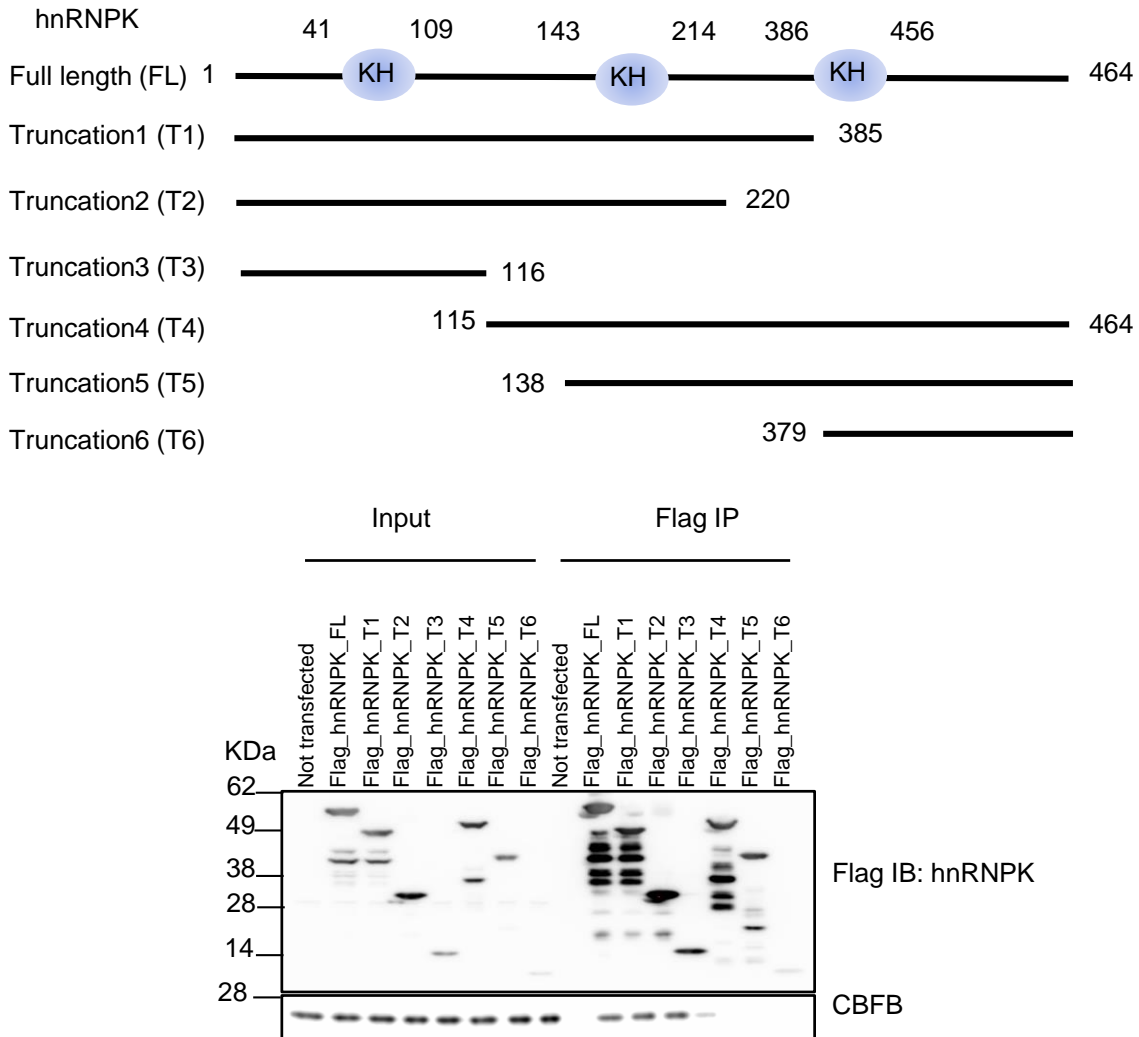 hnRNPK
41 109 143 214 386 456
Full length (FL) 1 KH KH KH 464
Truncation1 (T1) 385
Truncation2 (T2) 220
Truncation3 (T3) 116
Truncation4 (T4) 115 464
Truncation5 (T5) 138
Truncation6 (T6) 379
Input Flag IP
Not transfected
Flag_hnRNPK_FL
Flag_hnRNPK_T1
Flag_hnRNPK_T2
Flag_hnRNPK_T3
Flag_hnRNPK_T4
Flag_hnRNPK_T5
Flag_hnRNPK_T6
Not transfected
Flag_hnRNPK_FL
Flag_hnRNPK_T1
Flag_hnRNPK_T2
Flag_hnRNPK_T3
Flag_hnRNPK_T4
Flag_hnRNPK_T5
Flag_hnRNPK_T6
KDa
62
49
38
28
14
28
Flag IB: hnRNPK
CBFB